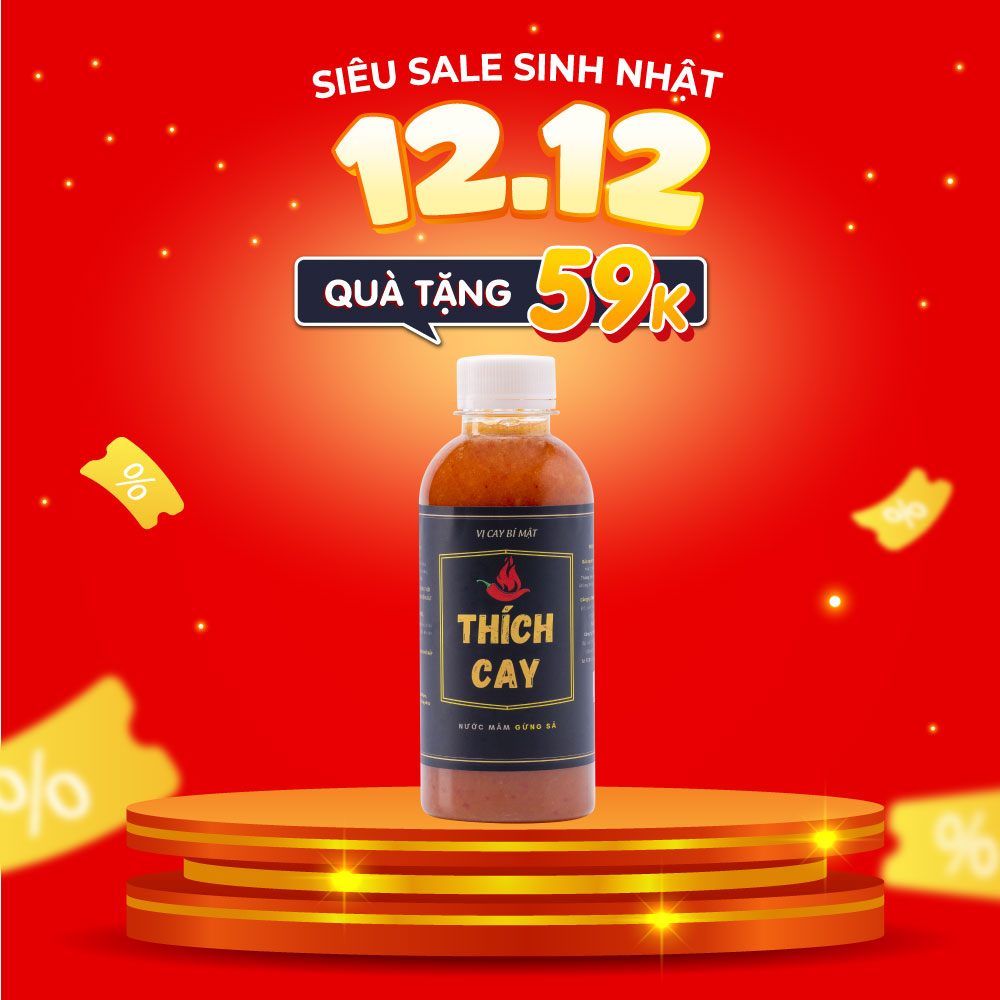 SIÊU SALE SINH NHẬT
12.12
QUÀ TẶNG 59K
%
%
%
%
VỊ CAY BÍ MẬT
THÍCH
CAY
NƯỚC MẮM GỪNG SẢ